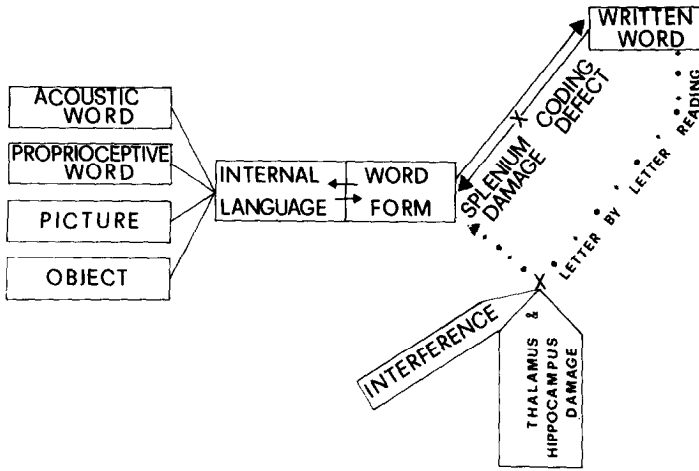 WRITTEN
WORD
ACOUSTIC
WORD
PROPRIOCEPTIVE
WORD
PICTURE
OBJECT
INTERNAL
LANGUAGE
WORD
FORM
X
CODING
DEFECT
SPLENIUM
DAMAGE
LETTER BY LETTER READING
X
INTERFERENCE
THALAMUS &
HIPPOCAMPUS
DAMAGE